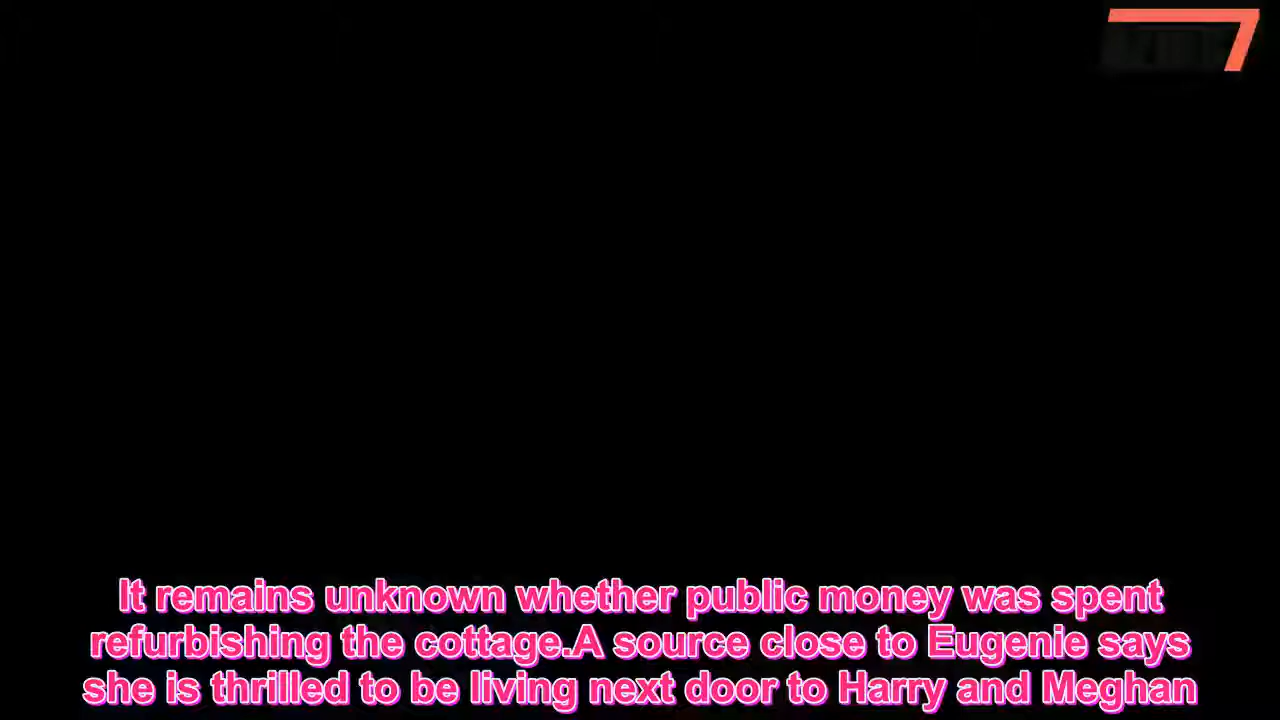 It remains unknown whether public money was spent
refurbishing the cottage.A source close to Eugenie says
she is thrilled to be living next door to Harry and Meghan